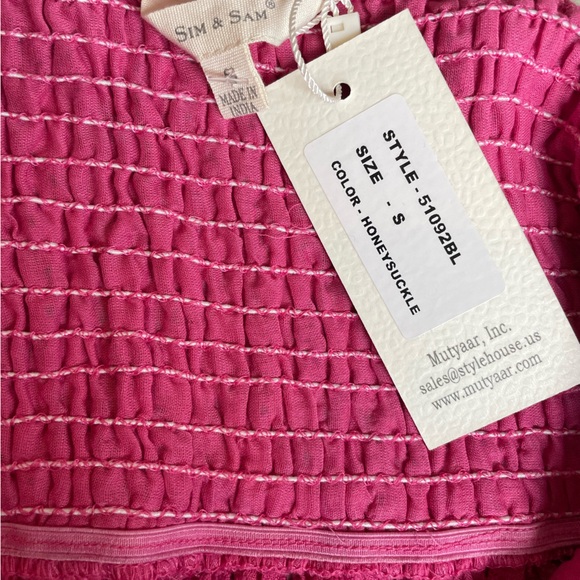 SIM & SAM®
S
MADE IN
INDIA
STYLE - 51092BL
SIZE - S
COLOR - HONEYSUCKLE
Mutyaar, Inc.
sales@stylehouse.us
www.mutyaar.com